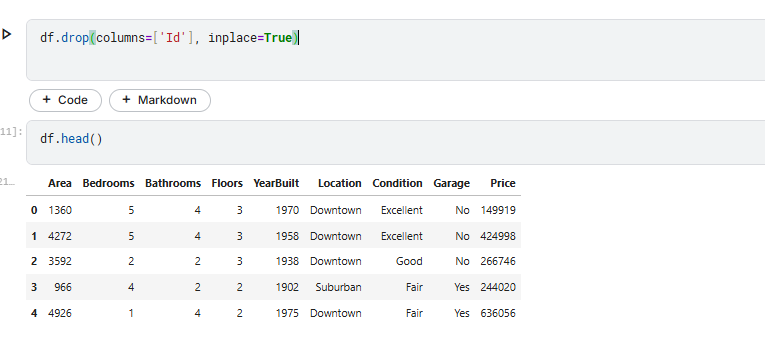 df.drop(columns=['Id'], inplace=True)
+ Code + Markdown
11]: df.head()
21… Area Bedrooms Bathrooms Floors YearBuilt Location Condition Garage Price
0 1360 5 4 3 1970 Downtown Excellent No 149919
1 4272 5 4 3 1958 Downtown Excellent No 424998
2 3592 2 2 3 1938 Downtown Good No 266746
3 966 4 2 2 1902 Suburban Fair Yes 244020
4 4926 1 4 2 1975 Downtown Fair Yes 636056